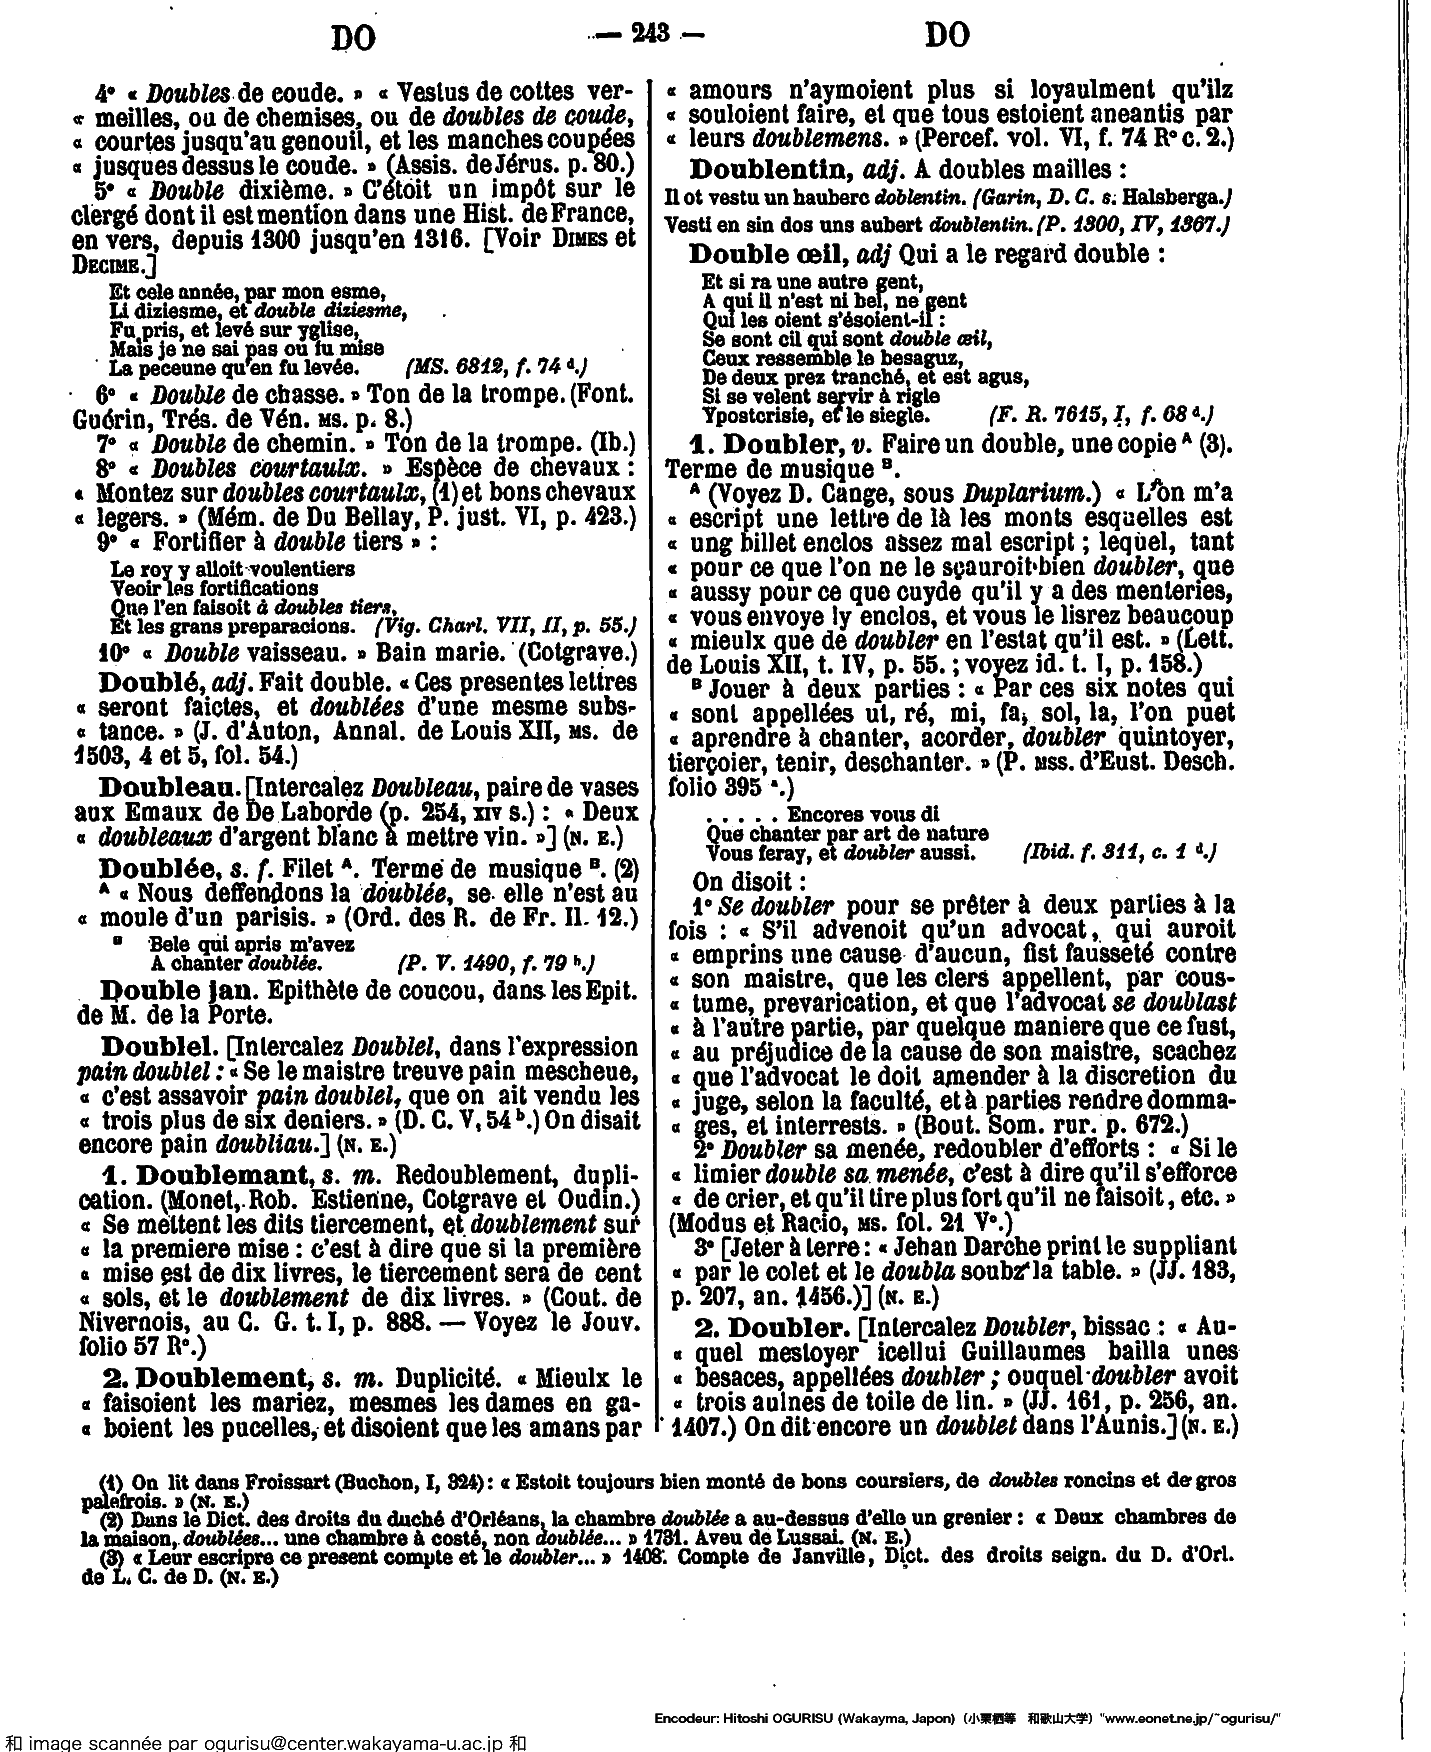 DO
— 243 —
DO
4° « Doubles de coude. » « Vestus de cottes ver-
« meilles, ou de chemises, ou de doubles de coude,
« courtes jusqu'au genouil, et les manches coupées
« jusques dessus le coude. » (Assis. de Jérus. p. 80.)
5° « Double dixième. » C'étoit un impôt sur le
clergé dont il est mention dans une Hist. de France,
en vers, depuis 1300 jusqu'en 1316. [Voir DIMES et
DECIME.]
Et cele année, par mon esme,
Li diziesme, et double diziesme,
Fu pris, et levé sur yglise,
Mais je ne sai pas ou fu mise
La peceune qu'en fu levée. (MS. 6812, f. 74 d.)
6° « Double de chasse. » Ton de la trompe. (Font.
Guérin, Trés. de Vén. MS. p. 8.)
7° « Double de chemin. » Ton de la trompe. (Ib.)
8° « Doubles courtaulx. » Espèce de chevaux :
« Montez sur doubles courtaulx, (1) et bons chevaux
« legers. » (Mém. de Du Bellay, P. just. VI, p. 423.)
9° « Fortifier à double tiers » :
Le roy y alloit voulentiers
Veoir les fortifications
Que l'en faisoit à doubles tiers,
Et les grans preparacions. (Vig. Charl. VII, II, p. 55.)
10° « Double vaisseau. » Bain marie. (Cotgrave.)
Doublé, adj. Fait double. « Ces presentes lettres
« seront faictes, et doublées d'une mesme subs-
« tance. » (J. d'Auton, Annal. de Louis XII, MS. de
1503, 4 et 5, fol. 54.)
Doubleau. [Intercalez Doubleau, paire de vases
aux Emaux de De Laborde (p. 254, XIV s.) : « Deux
« doubleaux d'argent blanc à mettre vin. »] (N. E.)
Doublée, s. f. Filet A. Terme de musique B. (2)
A « Nous deffendons la doublée, se elle n'est au
« moule d'un parisis. » (Ord. des R. de Fr. II. 12.)
B Bele qui apris m'avez
A chanter doublée. (P. V. 1490, f. 79 b.)
Double jan. Epithète de coucou, dans les Epit.
de M. de la Porte.
Doublel. [Intercalez Doublel, dans l'expression
pain doublel : « Se le maistre treuve pain mescheue,
« c'est assavoir pain doublel, que on ait vendu les
« trois plus de six deniers. » (D. C. V, 54 b.) On disait
encore pain doubliau.] (N. E.)
1. Doublemant, s. m. Redoublement, dupli-
cation. (Monet, Rob. Estienne, Cotgrave et Oudin.)
« Se mettent les dits tiercement, et doublement sur
« la premiere mise : c'est à dire que si la première
« mise est de dix livres, le tiercement sera de cent
« sols, et le doublement de dix livres. » (Cout. de
Nivernois, au C. G. t. I, p. 888. — Voyez le Jouv.
folio 57 R°.)
2. Doublement, s. m. Duplicité. « Mieulx le
« faisoient les mariez, mesmes les dames en ga-
« boient les pucelles, et disoient que les amans par
« amours n'aymoient plus si loyaulment qu'ilz
« souloient faire, et que tous estoient aneantis par
« leurs doublemens. » (Percef. vol. VI, f. 74 R° c. 2.)
Doublentin, adj. A doubles mailles :
Il ot vestu un hauberc doblentin. (Garin, D. C. s. Halsberga.)
Vesti en sin dos uns aubert doublentin. (P. 1300, IV, 1367.)
Double œil, adj Qui a le regard double :
Et si ra une autre gent,
A qui il n'est ni bel, ne gent
Qui les oient s'ésoient-il :
Se sont cil qui sont double œil,
Ceux ressemble le besaguz,
De deux prez tranché, et est agus,
Si se velent servir à rigle
Ypostcrisie, et le siegle. (F. R. 7615, I, f. 68 d.)
1. Doubler, v. Faire un double, une copie A (3).
Terme de musique B.
A (Voyez D. Cange, sous Duplarium.) « L'on m'a
« escript une lettre de là les monts esquelles est
« ung billet enclos assez mal escript ; lequel, tant
« pour ce que l'on ne le sçauroit bien doubler, que
« aussy pour ce que cuyde qu'il y a des menteries,
« vous envoye ly enclos, et vous le lisrez beaucoup
« mieulx que de doubler en l'estat qu'il est. » (Lett.
de Louis XII, t. IV, p. 55. ; voyez id. t. I, p. 158.)
B Jouer à deux parties : « Par ces six notes qui
« sont appellées ut, ré, mi, fa, sol, la, l'on puet
« aprendre à chanter, acorder, doubler quintoyer,
tierçoier, tenir, deschanter. » (P. MSS. d'Eust. Desch.
folio 395 a.)
. . . . . Encores vous di
Que chanter par art de nature
Vous feray, et doubler aussi. (Ibid. f. 311, c. 1 d.)
On disoit :
1° Se doubler pour se prêter à deux parties à la
fois : « S'il advenoit qu'un advocat, qui auroit
« emprins une cause d'aucun, fist fausseté contre
« son maistre, que les clers appellent, par cous-
« tume, prevarication, et que l'advocat se doublast
« à l'autre partie, par quelque maniere que ce fust,
« au préjudice de la cause de son maistre, scachez
« que l'advocat le doit amender à la discretion du
« juge, selon la faculté, et à parties rendre domma-
« ges, et interrests. » (Bout. Som. rur. p. 672.)
2° Doubler sa menée, redoubler d'efforts : « Si le
« limier double sa menée, c'est à dire qu'il s'efforce
« de crier, et qu'il tire plus fort qu'il ne faisoit, etc. »
(Modus et Racio, MS. fol. 21 V°.)
3° [Jeter à terre : « Jehan Darche print le suppliant
« par le colet et le doubla soubz la table. » (JJ. 183,
p. 207, an. 1456.)] (N. E.)
2. Doubler. [Intercalez Doubler, bissac : « Au-
« quel mestoyer icellui Guillaumes bailla unes
« besaces, appellées doubler ; ouquel doubler avoit
« trois aulnes de toile de lin. » (JJ. 161, p. 256, an.
1407.) On dit encore un doublet dans l'Aunis.] (N. E.)
(1) On lit dans Froissart (Buchon, I, 324) : « Estoit toujours bien monté de bons coursiers, de doubles roncins et de gros
palefrois. » (N. E.)
(2) Dans le Dict. des droits du duché d'Orléans, la chambre doublée a au-dessus d'elle un grenier : « Deux chambres de
la maison, doublées... une chambre à costé, non doublée... » 1731. Aveu de Lussai. (N. E.)
(3) « Leur escripre ce present compte et le doubler... » 1408. Compte de Janville, Dict. des droits seign. du D. d'Orl.
de L. C. de D. (N. E.)
Encodeur: Hitoshi OGURISU (Wakayma, Japon) (小栗栖等 和歌山大学) "www.eonet.ne.jp/~ogurisu/"
和 image scannée par ogurisu@center.wakayama-u.ac.jp 和